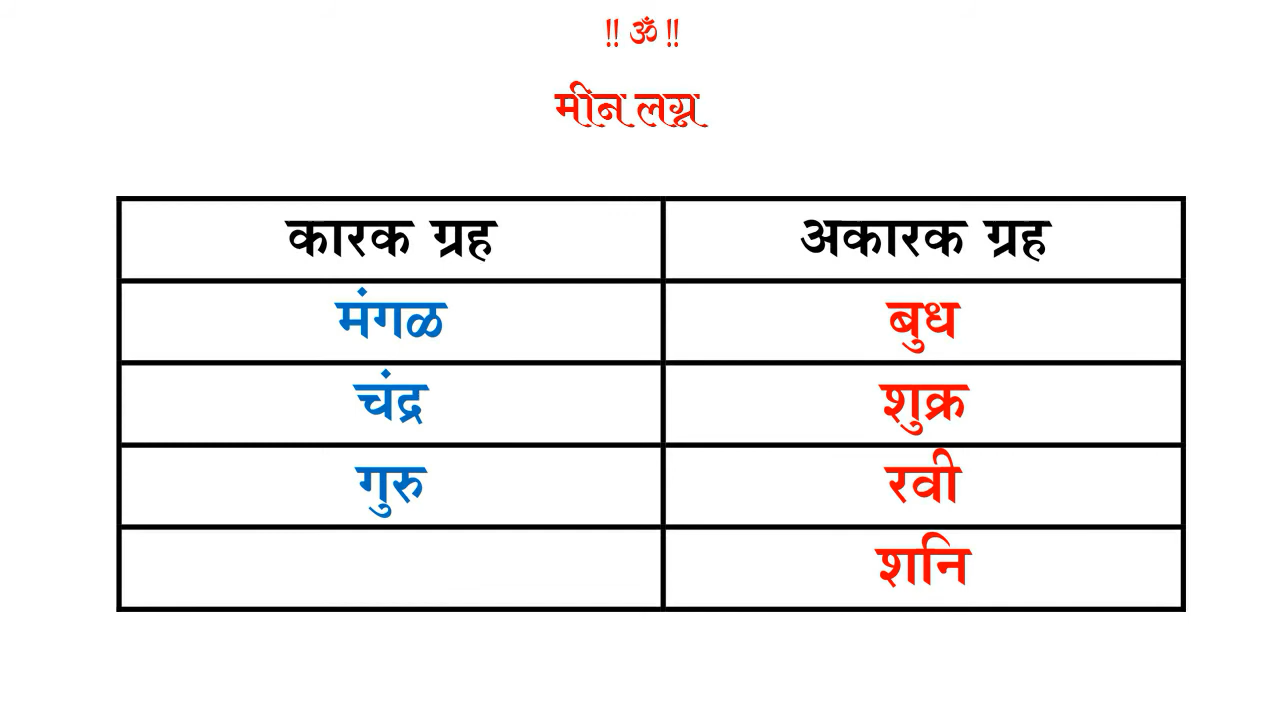 !! ॐ !!
मीन लग्न
कारक ग्रह अकारक ग्रह
मंगळ बुध
चंद्र शुक्र
गुरु रवी
शनि